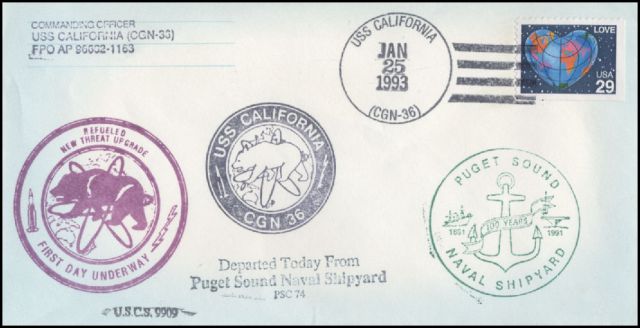 COMMANDING OFFICER
USS CALIFORNIA (CGN-36)
FPO AP 96662-1163
USS CALIFORNIA
JAN
25
1993
(CGN-36)
LOVE
USA
29
REFUELED
NEW THREAT UPGRADE
FIRST DAY UNDERWAY
USS CALIFORNIA
CGN 36
PUGET SOUND
100 YEARS
1891 1991
NAVAL SHIPYARD
Departed Today From
Puget Sound Naval Shipyard
PSC 74
U.S.C.S. 9909